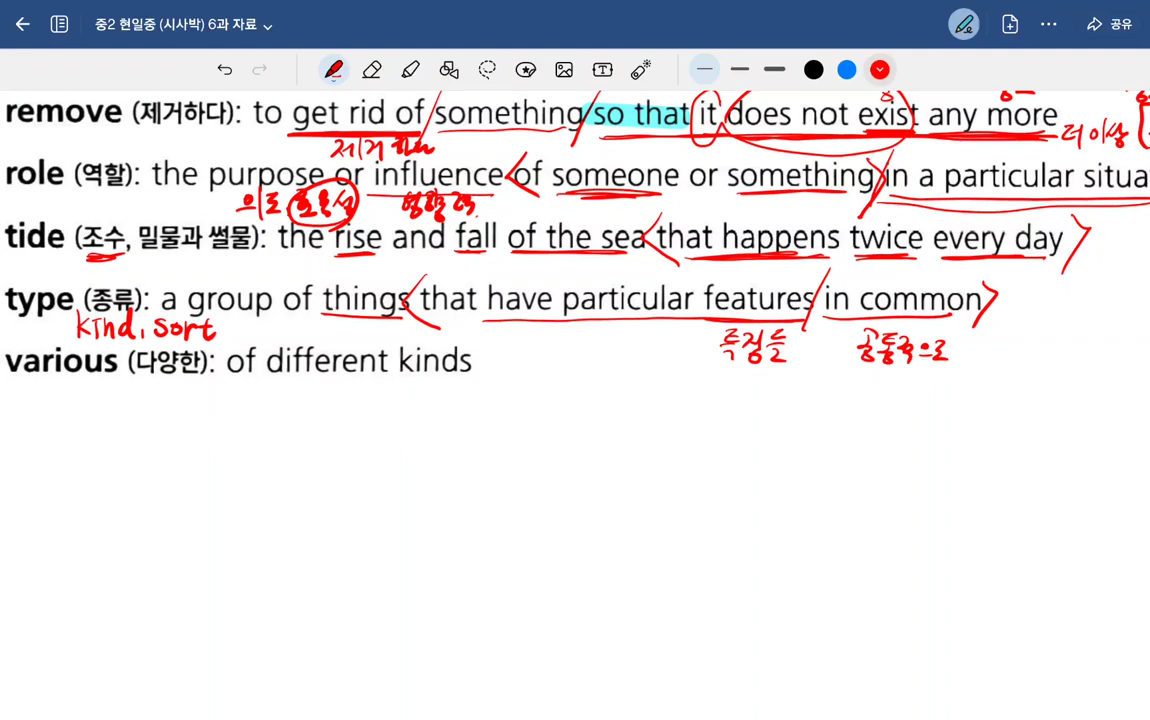 중2 현일중 (시사박) 6과 자료
공유
remove (제거하다): to get rid of something so that it does not exist any more
제거하다
더 이상
role (역할): the purpose or influence of someone or something in a particular situa
의도
영향력
tide (조수, 밀물과 썰물): the rise and fall of the sea that happens twice every day
type (종류): a group of things that have particular features in common
kind, sort
특징들
공통적으로
various (다양한): of different kinds